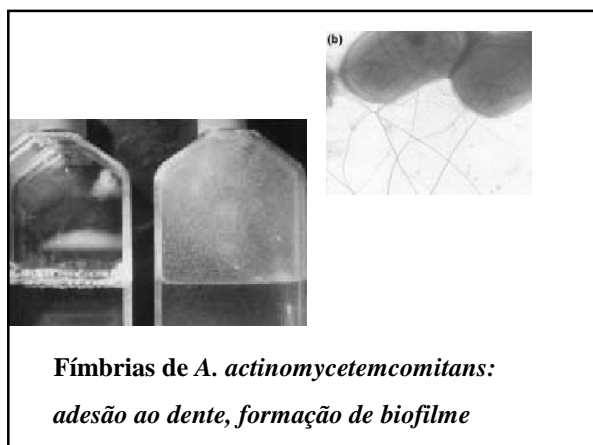 (b)
Fímbrias de A. actinomycetemcomitans:
adesão ao dente, formação de biofilme